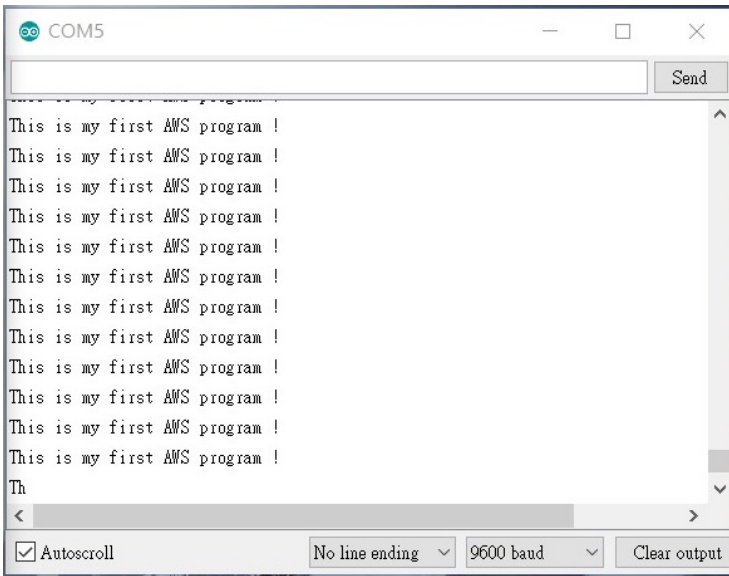 COM5
Send
This is my first AWS program !
This is my first AWS program !
This is my first AWS program !
This is my first AWS program !
This is my first AWS program !
This is my first AWS program !
This is my first AWS program !
This is my first AWS program !
This is my first AWS program !
This is my first AWS program !
This is my first AWS program !
This is my first AWS program !
Th
Autoscroll No line ending 9600 baud Clear output